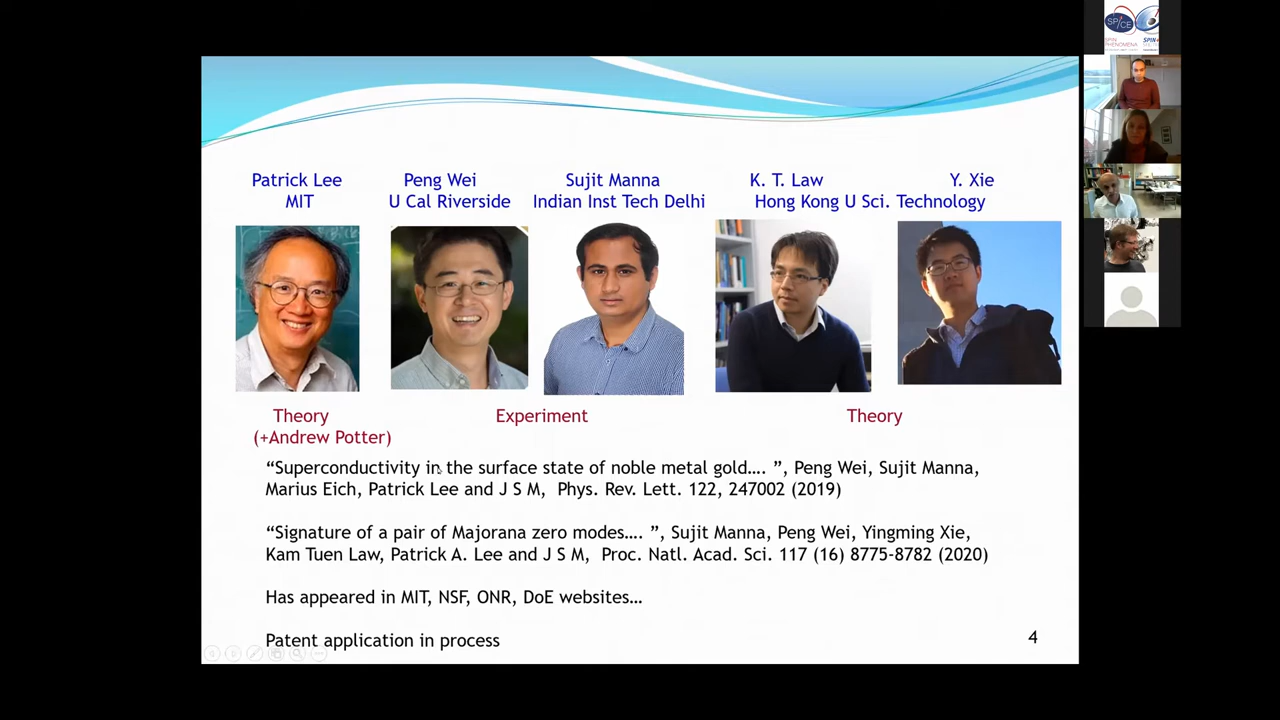 Patrick Lee
MIT
Peng Wei
U Cal Riverside
Sujit Manna
Indian Inst Tech Delhi
K. T. Law
Y. Xie
Hong Kong U Sci. Technology
Theory
(+Andrew Potter)
Experiment
Theory
“Superconductivity in the surface state of noble metal gold.... ”, Peng Wei, Sujit Manna,
Marius Eich, Patrick Lee and J S M, Phys. Rev. Lett. 122, 247002 (2019)
“Signature of a pair of Majorana zero modes.... ”, Sujit Manna, Peng Wei, Yingming Xie,
Kam Tuen Law, Patrick A. Lee and J S M, Proc. Natl. Acad. Sci. 117 (16) 8775-8782 (2020)
Has appeared in MIT, NSF, ONR, DoE websites...
Patent application in process
4
SPICE
SPIN
PHENOMENA